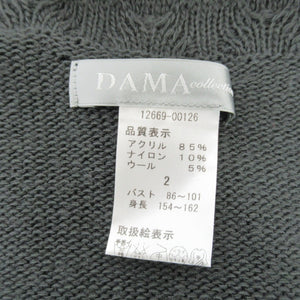 DAMA collection
12669-00126
品質表示
アクリル 85%
ナイロン 10%
ウール 5%
2
バスト 86~101
身長 154~162
取扱絵表示